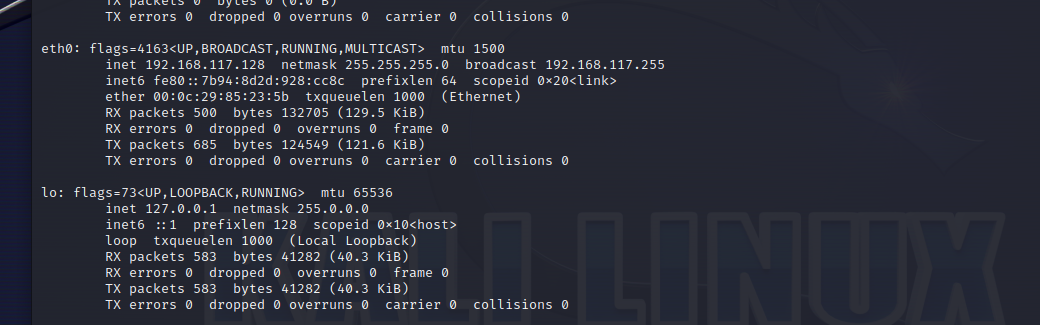 TX packets 0  bytes 0 (0.0 B)
TX errors 0  dropped 0 overruns 0  carrier 0  collisions 0
eth0: flags=4163<UP,BROADCAST,RUNNING,MULTICAST>  mtu 1500
inet 192.168.117.128  netmask 255.255.255.0  broadcast 192.168.117.255
inet6 fe80::7b94:8d2d:928:cc8c  prefixlen 64  scopeid 0×20<link>
ether 00:0c:29:85:23:5b  txqueuelen 1000  (Ethernet)
RX packets 500  bytes 132705 (129.5 KiB)
RX errors 0  dropped 0  overruns 0  frame 0
TX packets 685  bytes 124549 (121.6 KiB)
TX errors 0  dropped 0 overruns 0  carrier 0  collisions 0
lo: flags=73<UP,LOOPBACK,RUNNING>  mtu 65536
inet 127.0.0.1  netmask 255.0.0.0
inet6 ::1  prefixlen 128  scopeid 0×10<host>
loop  txqueuelen 1000  (Local Loopback)
RX packets 583  bytes 41282 (40.3 KiB)
RX errors 0  dropped 0  overruns 0  frame 0
TX packets 583  bytes 41282 (40.3 KiB)
TX errors 0  dropped 0 overruns 0  carrier 0  collisions 0
KALI LINUX